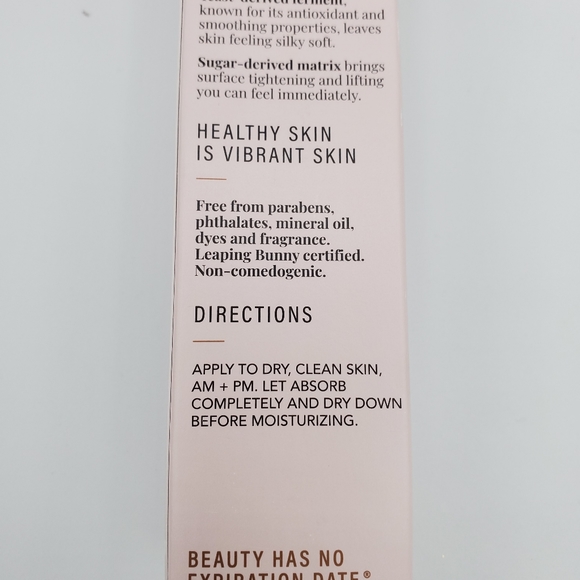 known for its antioxidant and
smoothing properties, leaves
skin feeling silky soft.
Sugar-derived matrix brings
surface tightening and lifting
you can feel immediately.
HEALTHY SKIN
IS VIBRANT SKIN
Free from parabens,
phthalates, mineral oil,
dyes and fragrance.
Leaping Bunny certified.
Non-comedogenic.
DIRECTIONS
APPLY TO DRY, CLEAN SKIN,
AM + PM. LET ABSORB
COMPLETELY AND DRY DOWN
BEFORE MOISTURIZING.
BEAUTY HAS NO
EXPIRATION DATE®